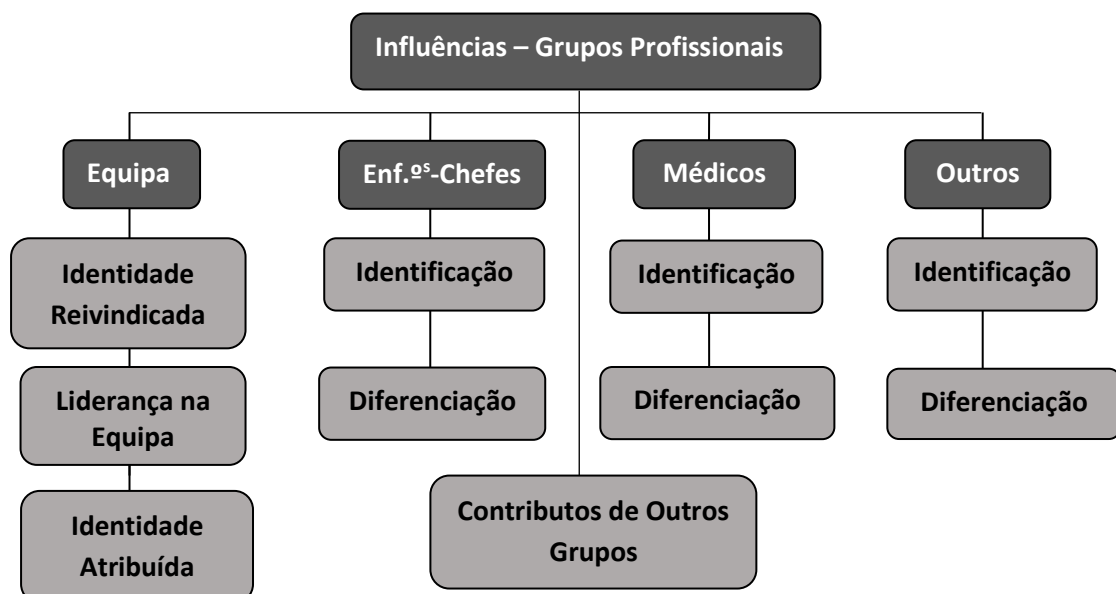 Influências – Grupos Profissionais
Equipa
Enf.ºˢ-Chefes
Médicos
Outros
Identidade
Reivindicada
Identificação
Identificação
Identificação
Liderança na
Equipa
Diferenciação
Diferenciação
Diferenciação
Identidade
Atribuída
Contributos de Outros
Grupos